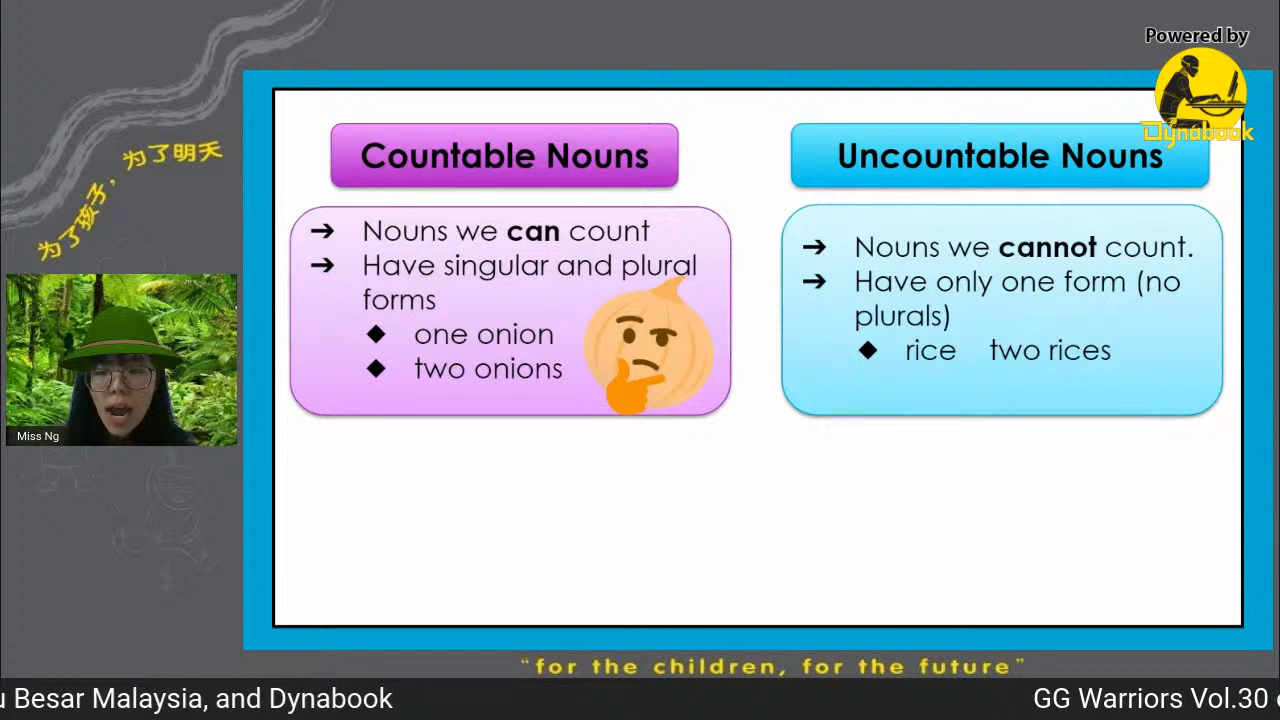 Powered by
Dynabook
为了孩子，为了明天
Countable Nouns
➔ Nouns we can count
➔ Have singular and plural
forms
◆ one onion
◆ two onions
Uncountable Nouns
➔ Nouns we cannot count.
➔ Have only one form (no
plurals)
◆ rice two rices
Miss Ng
“for the children, for the future”
u Besar Malaysia, and Dynabook
GG Warriors Vol.30